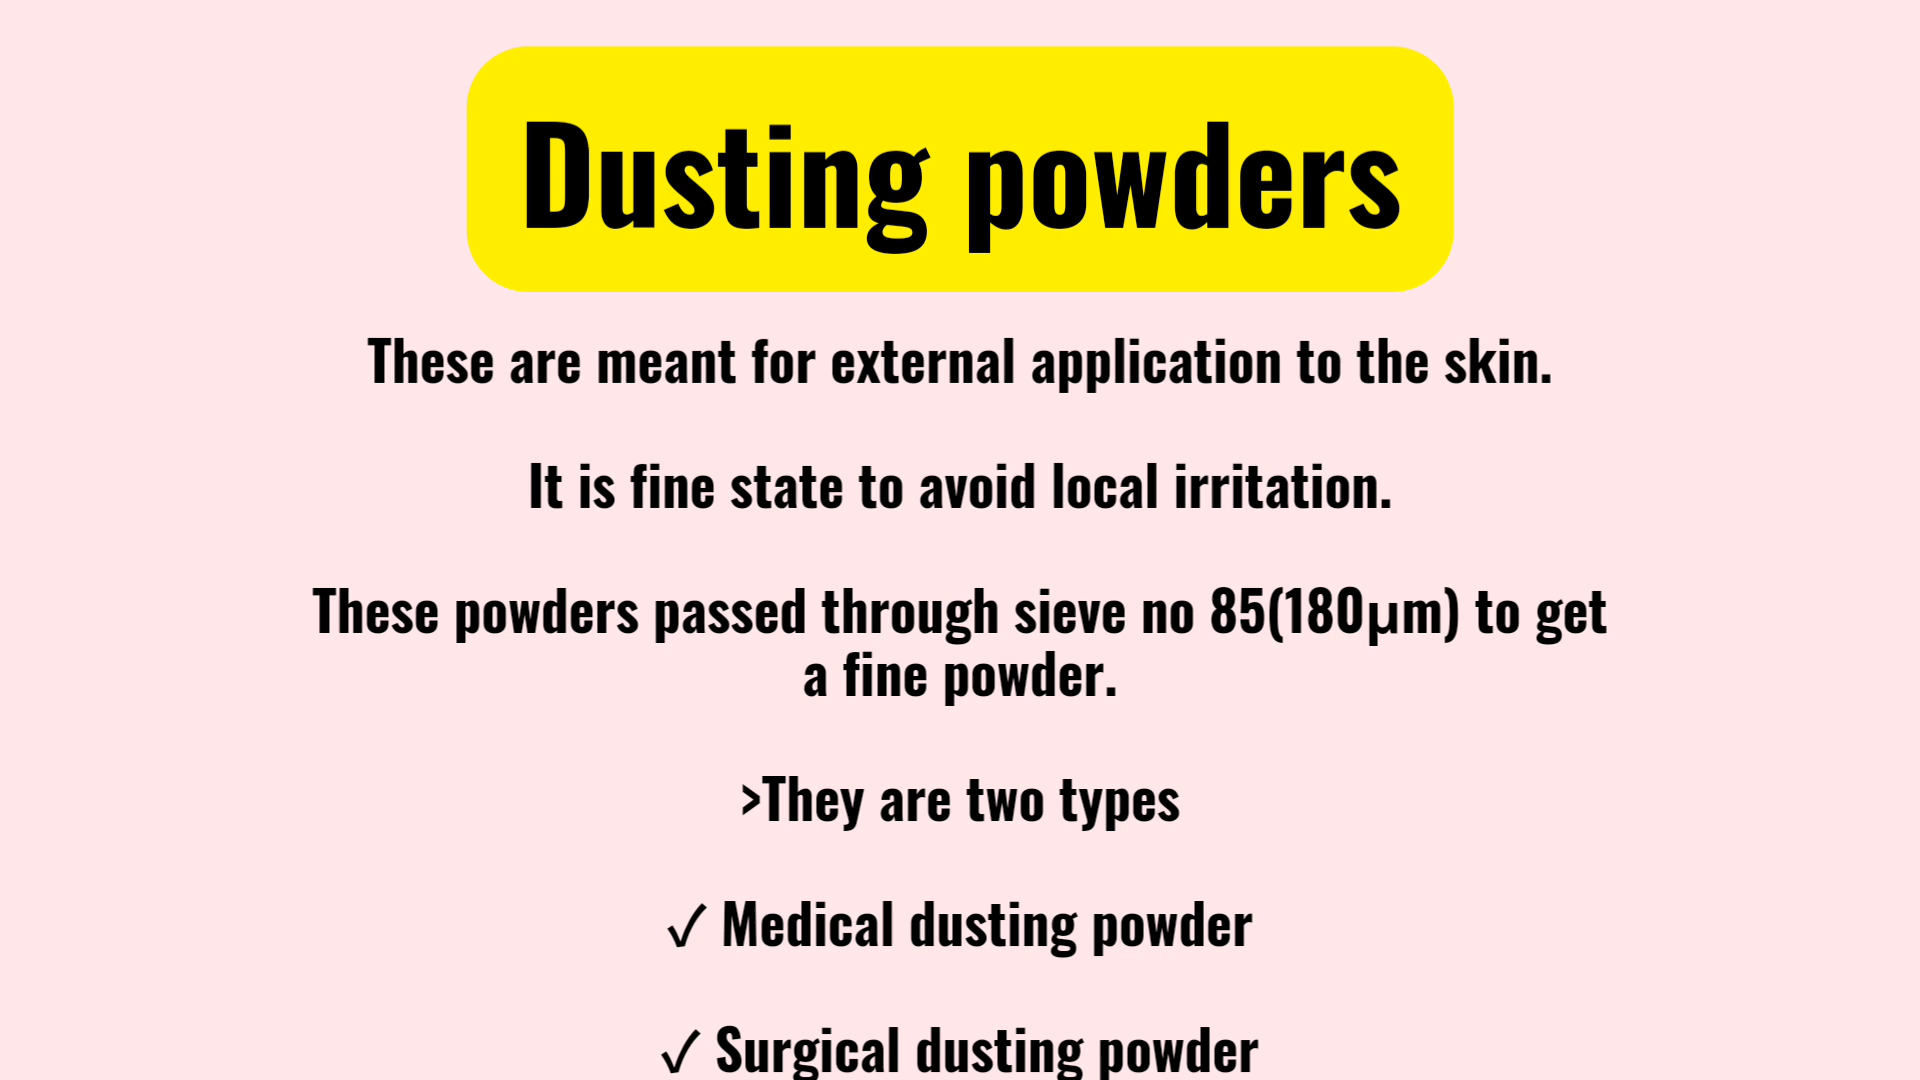 Dusting powders
These are meant for external application to the skin.
It is fine state to avoid local irritation.
These powders passed through sieve no 85(180µm) to get
a fine powder.
>They are two types
✓ Medical dusting powder
✓ Surgical dusting powder